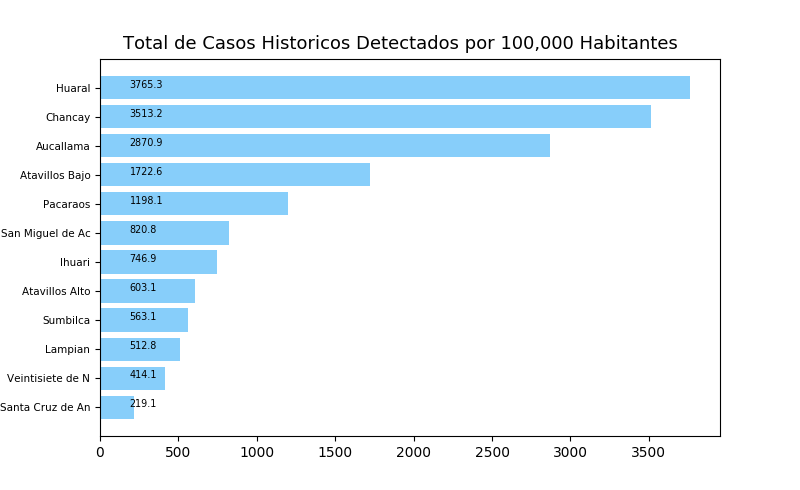 Total de Casos Historicos Detectados por 100,000 Habitantes
Huaral 3765.3
Chancay 3513.2
Aucallama 2870.9
Atavillos Bajo 1722.6
Pacaraos 1198.1
San Miguel de Ac 820.8
Ihuari 746.9
Atavillos Alto 603.1
Sumbilca 563.1
Lampian 512.8
Veintisiete de N 414.1
Santa Cruz de An 219.1
0 500 1000 1500 2000 2500 3000 3500